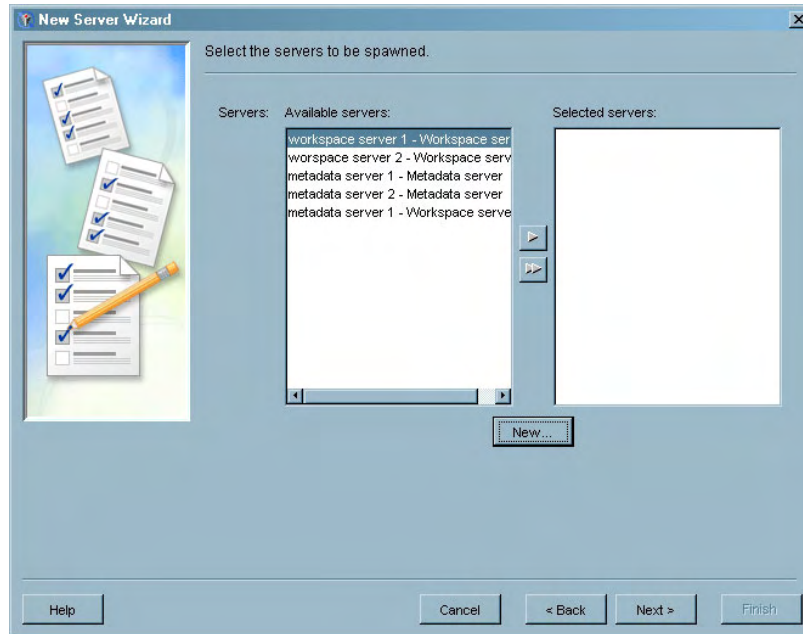 New Server Wizard
Select the servers to be spawned.
Servers: Available servers: Selected servers:
workspace server 1 - Workspace ser
worspace server 2 - Workspace serv
metadata server 1 - Metadata server
metadata server 2 - Metadata server
metadata server 1 - Workspace serve
New...
Help Cancel < Back Next > Finish